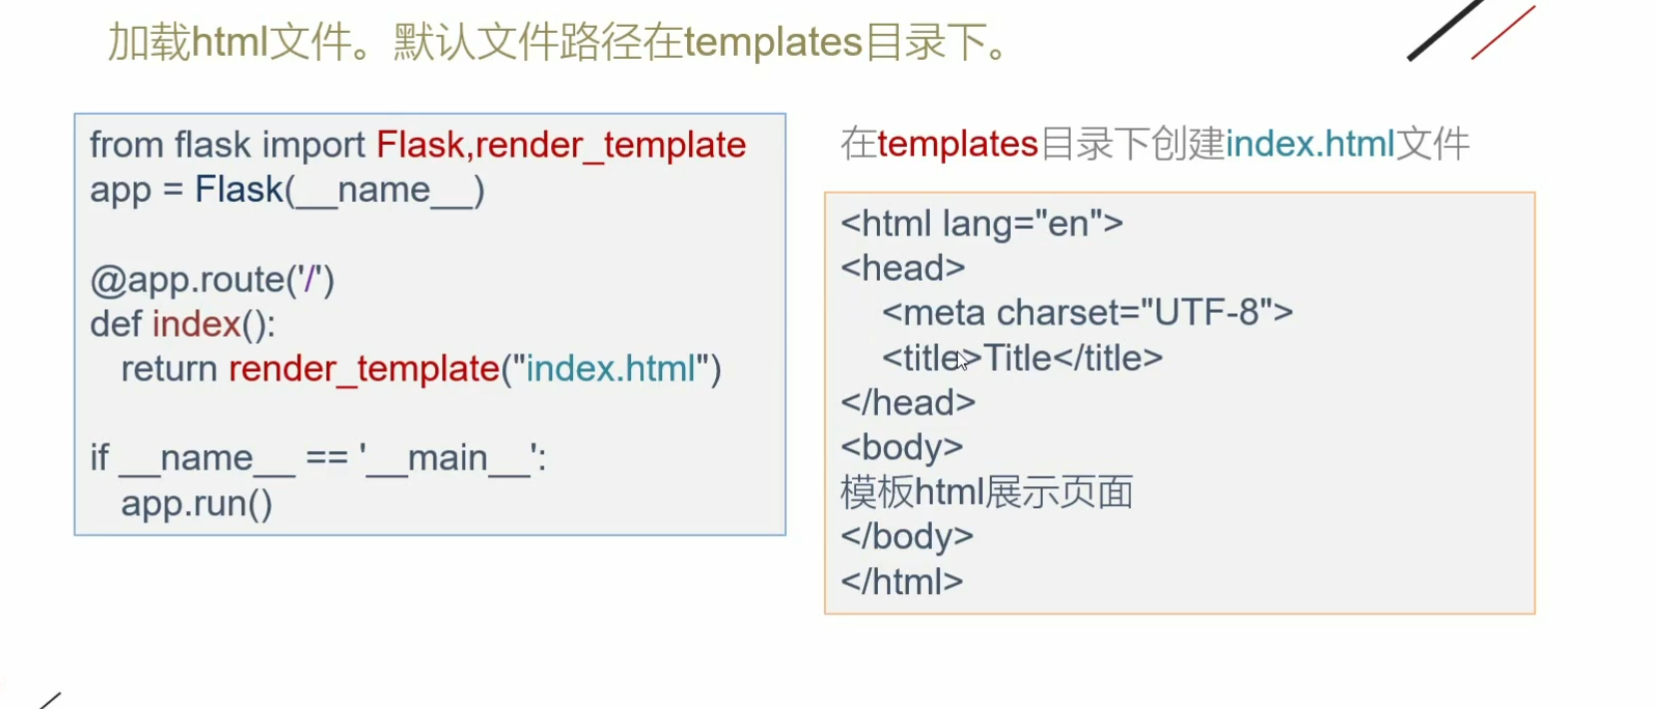 加载html文件。默认文件路径在templates目录下。
from flask import Flask,render_template
app = Flask(__name__)
@app.route('/')
def index():
return render_template("index.html")
if __name__ == '__main__':
app.run()
在templates目录下创建index.html文件
<html lang="en">
<head>
<meta charset="UTF-8">
<title>Title</title>
</head>
<body>
模板html展示页面
</body>
</html>